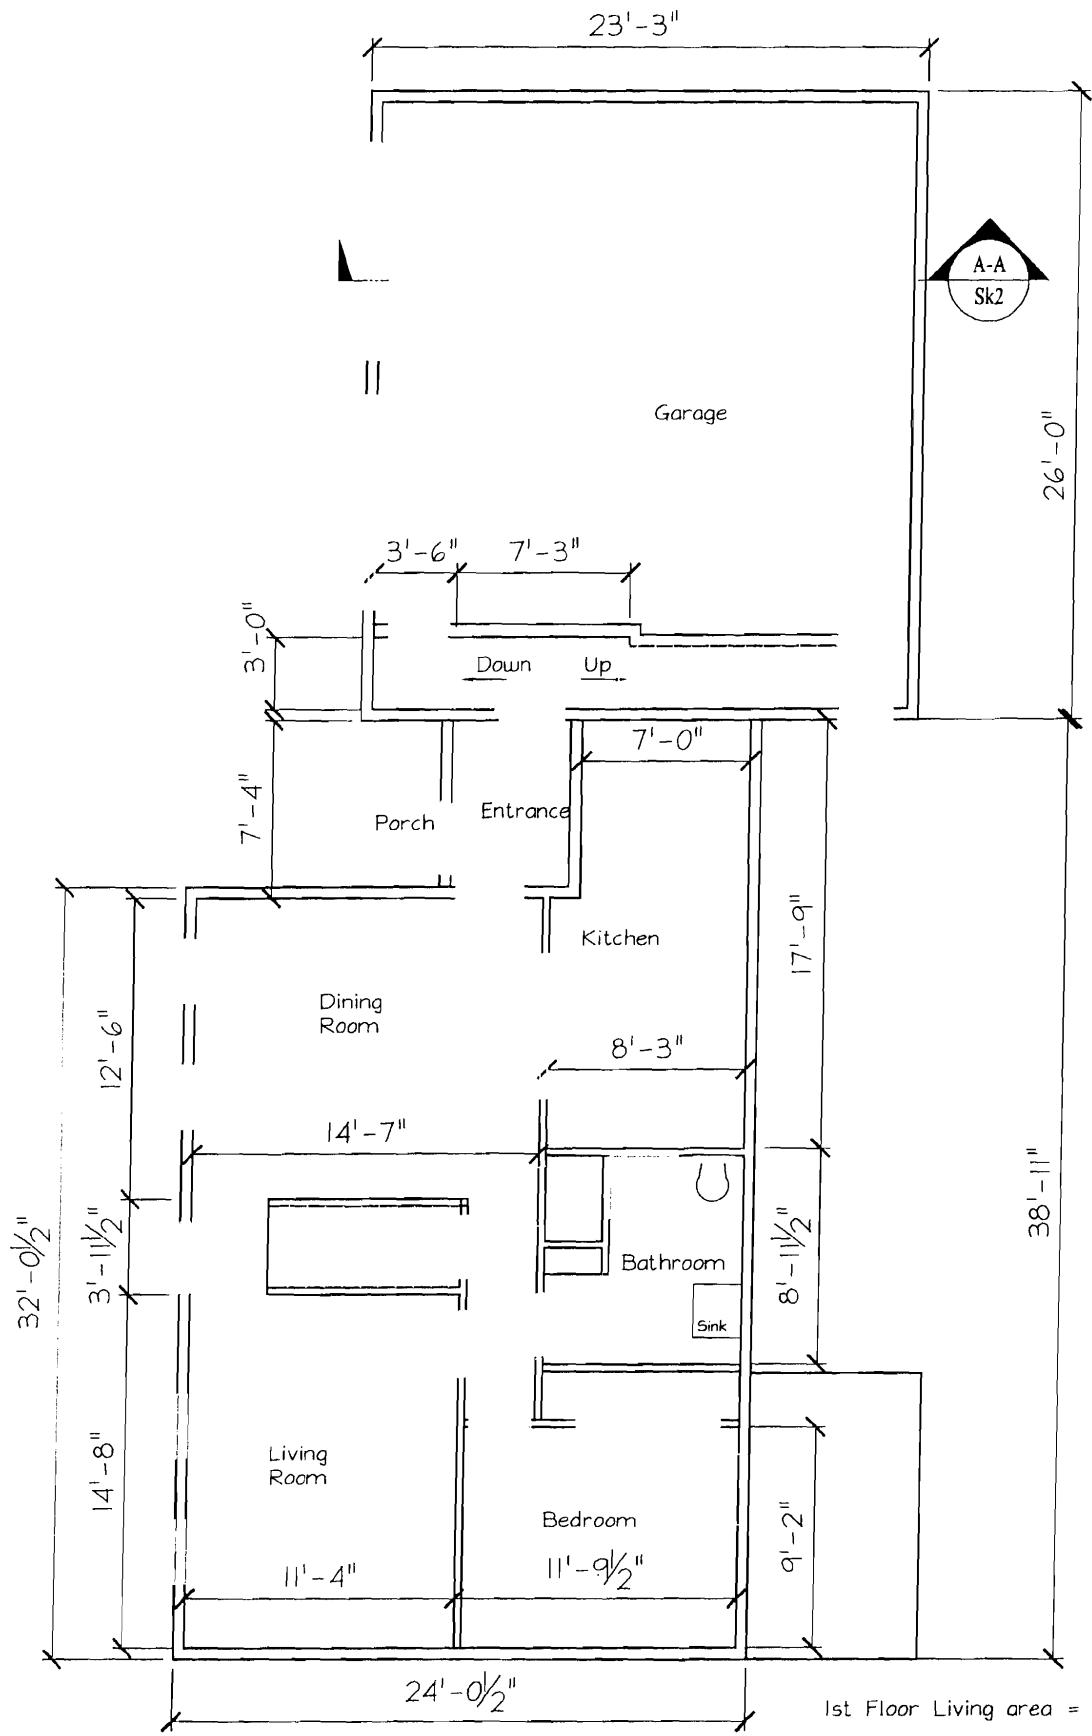 23'-3"
A-A
Sk2
Garage
26'-0"
3'-6"
7'-3"
3'-0"
Down
Up
7'-0"
7'-4"
Porch
Entrance
Kitchen
17'-9"
Dining
Room
12'-6"
8'-3"
14'-7"
38'-11"
32'-0½"
3'-11½"
Bathroom
8'-11½"
Sink
14'-8"
Living
Room
Bedroom
9'-2"
11'-4"
11'-9½"
24'-0½"
1st Floor Living area =